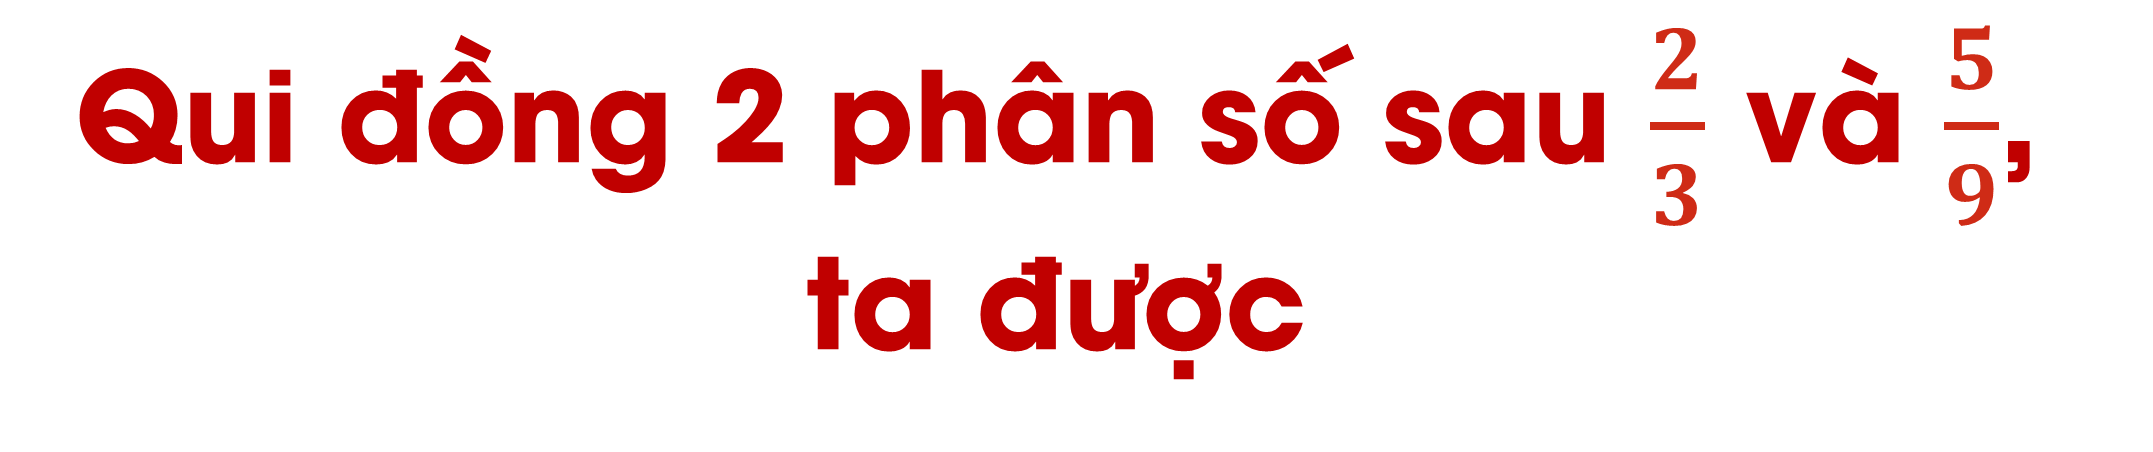 Qui đồng 2 phân số sau 2/3 và 5/9,
ta được